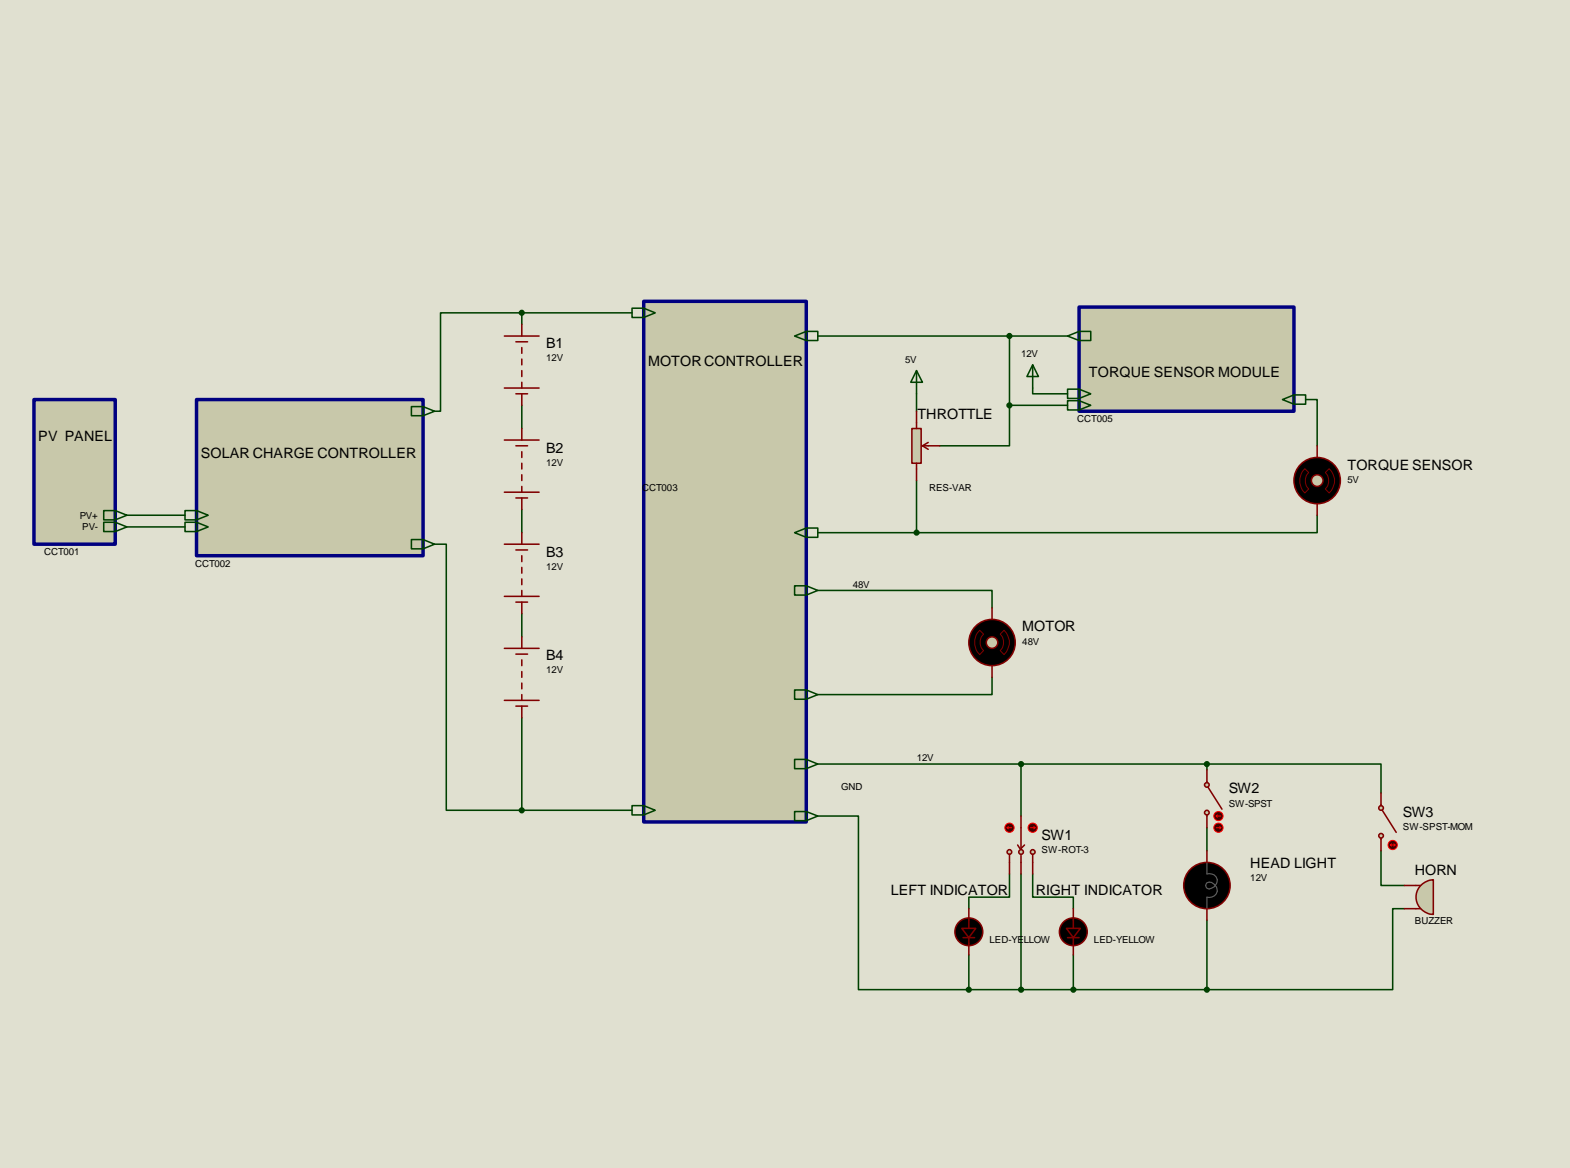 PV PANEL
PV+
PV-
CCT001
SOLAR CHARGE CONTROLLER
CCT002
B1
12V
B2
12V
B3
12V
B4
12V
MOTOR CONTROLLER
CCT003
5V
THROTTLE
RES-VAR
12V
TORQUE SENSOR MODULE
CCT005
TORQUE SENSOR
5V
48V
MOTOR
48V
12V
GND
SW1
SW-ROT-3
LEFT INDICATOR
RIGHT INDICATOR
LED-YELLOW
LED-YELLOW
SW2
SW-SPST
HEAD LIGHT
12V
SW3
SW-SPST-MOM
HORN
BUZZER